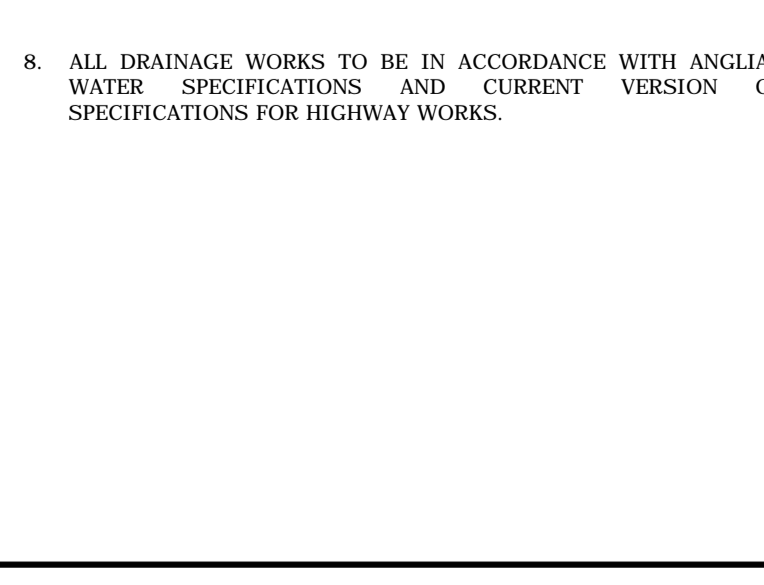 8. ALL DRAINAGE WORKS TO BE IN ACCORDANCE WITH ANGLIA
WATER SPECIFICATIONS AND CURRENT VERSION
SPECIFICATIONS FOR HIGHWAY WORKS.